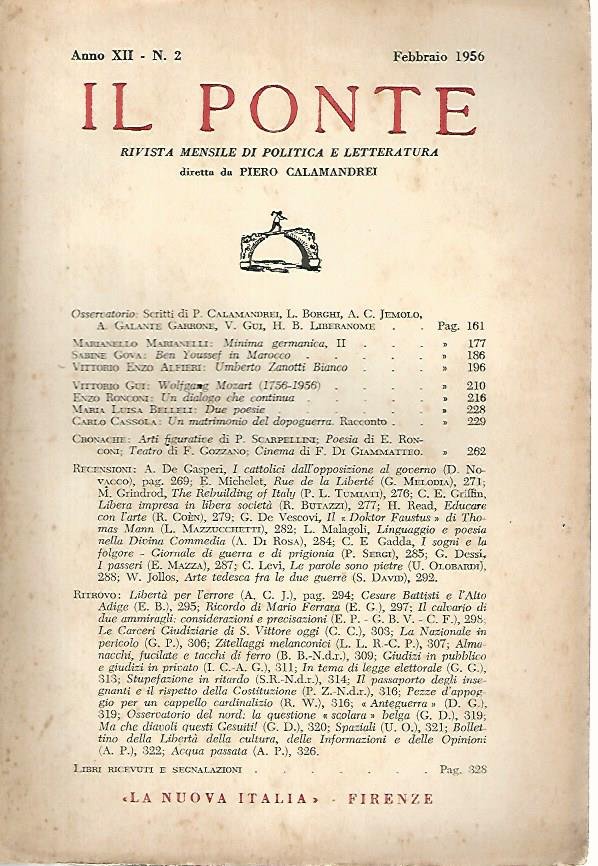 Anno XII - N. 2 Febbraio 1956
IL PONTE
RIVISTA MENSILE DI POLITICA E LETTERATURA
diretta da PIERO CALAMANDREI
Osservatorio: Scritti di P. CALAMANDREI, L. BORGHI, A. C. JEMOLO,
A. GALANTE GARRONE, V. GUI, H. B. LIBERANOME . . Pag. 161
MARIANELLO MARIANELLI: Minima germanica, II . . . . » 177
SABINE GOVA: Ben Youssef in Marocco . . . . . » 186
VITTORIO ENZO ALFIERI: Umberto Zanotti Bianco . . . . » 196
VITTORIO GUI: Wolfgang Mozart (1756-1956) . . . . » 210
ENZO RONCONI: Un dialogo che continua . . . . . » 216
MARIA LUISA BELLELI: Due poesie . . . . . . » 228
CARLO CASSOLA: Un matrimonio del dopoguerra. Racconto . . » 229
CRONACHE: Arti figurative di P. SCARPELLINI; Poesia di E. RON-
CONI; Teatro di F. GOZZANO; Cinema di F. DI GIAMMATTEO. » 262
RECENSIONI: A. De Gasperi, I cattolici dall'opposizione al governo (D. NO-
VACCO), pag. 269; E. Michelet, Rue de la Liberté (G. MELODIA), 271;
M. Grindrod, The Rebuilding of Italy (P. L. TUMIATI), 276; C. E. Griffin,
Libera impresa in libera società (R. BUTAZZI), 277; H. Read, Educare
con l'arte (R. COÈN), 279; G. De Vescovi, Il « Doktor Faustus » di Tho-
mas Mann (L. MAZZUCCHETTI), 282; L. Malagoli, Linguaggio e poesia
nella Divina Commedia (A. DI ROSA), 284; C. E. Gadda, I sogni e la
folgore - Giornale di guerra e di prigionia (P. SERGI), 285; G. Dessí,
I passeri (E. MAZZA), 287; C. Levi, Le parole sono pietre (U. OLOBARDI),
288; W. Jollos, Arte tedesca fra le due guerre (S. DAVID), 292.
RITROVO: Libertà per l'errore (A. C. J.), pag. 294; Cesare Battisti e l'Alto
Adige (E. B.), 295; Ricordo di Mario Ferrara (E. G.), 297; Il calvario di
due ammiragli: considerazioni e precisazioni (E. P. - G. B. V. - C. F.), 298;
Le Carceri Giudiziarie di S. Vittore oggi (C. C.), 303; La Nazionale in
pericolo (G. P.), 306; Zitellaggi melanconici (L. L. R.-C. P.), 307; Alma-
nacchi, fucilate e tacchi di ferro (B. B.-N.d.r.), 309; Giudizi in pubblico
e giudizi in privato (I. C.-A. G.), 311; In tema di legge elettorale (G. G.),
313; Stupefazione in ritardo (S.R.-N.d.r.), 314; Il passaporto degli inse-
gnanti e il rispetto della Costituzione (P. Z.-N.d.r.), 316; Pezze d'appog-
gio per un cappello cardinalizio (R. W.), 316; « Anteguerra » (D. G.),
319; Osservatorio del nord: la questione « scolara » belga (G. D.), 319;
Ma che diavoli questi Gesuiti! (G. D.), 320; Spaziali (U. O.), 321; Bollet-
tino della Libertà della cultura, delle Informazioni e delle Opinioni
(A. P.), 322; Acqua passata (A. P.), 326.
LIBRI RICEVUTI E SEGNALAZIONI . . . . . . . Pag. 328
«LA NUOVA ITALIA» - FIRENZE